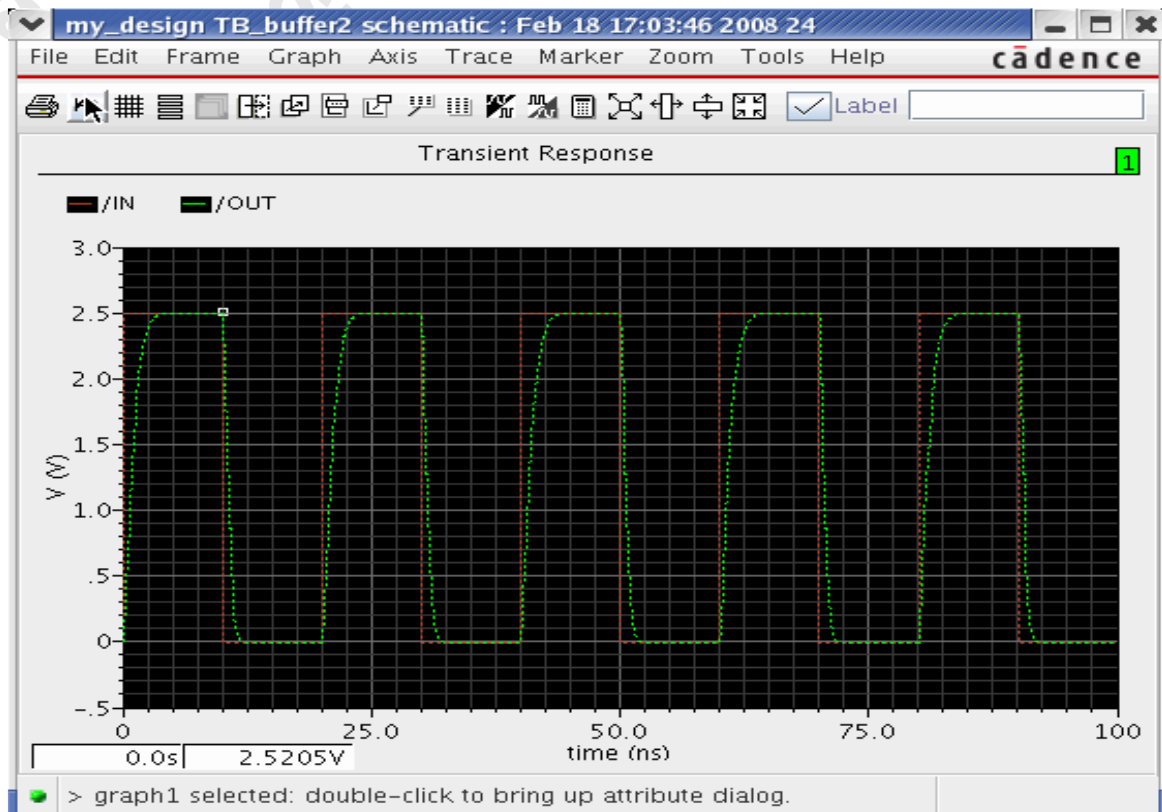 my_design TB_buffer2 schematic : Feb 18 17:03:46 2008 24
File Edit Frame Graph Axis Trace Marker Zoom Tools Help cādence
Label
Transient Response
1
/IN /OUT
3.0
2.5
2.0
1.5
1.0
.5
0
-.5
V (V)
0 25.0 50.0 75.0 100
time (ns)
0.0s 2.5205V
> graph1 selected: double-click to bring up attribute dialog.